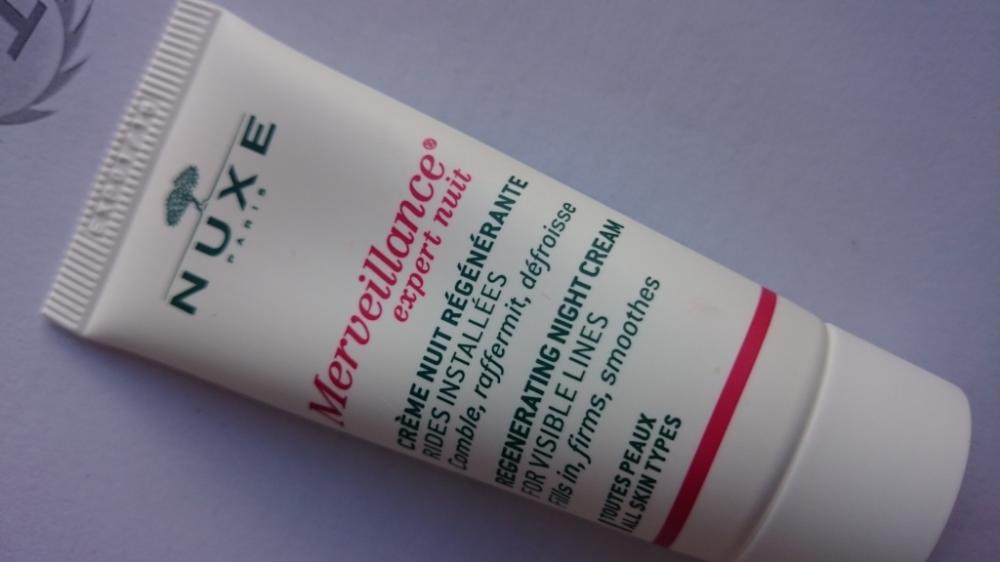 NUXE
PARIS
Merveillance®
expert nuit
CRÈME NUIT RÉGÉNÉRANTE
RIDES INSTALLÉES
Comble, raffermit, défroisse
REGENERATING NIGHT CREAM
FOR VISIBLE LINES
Fills in, firms, smoothes
TOUTES PEAUX
ALL SKIN TYPES